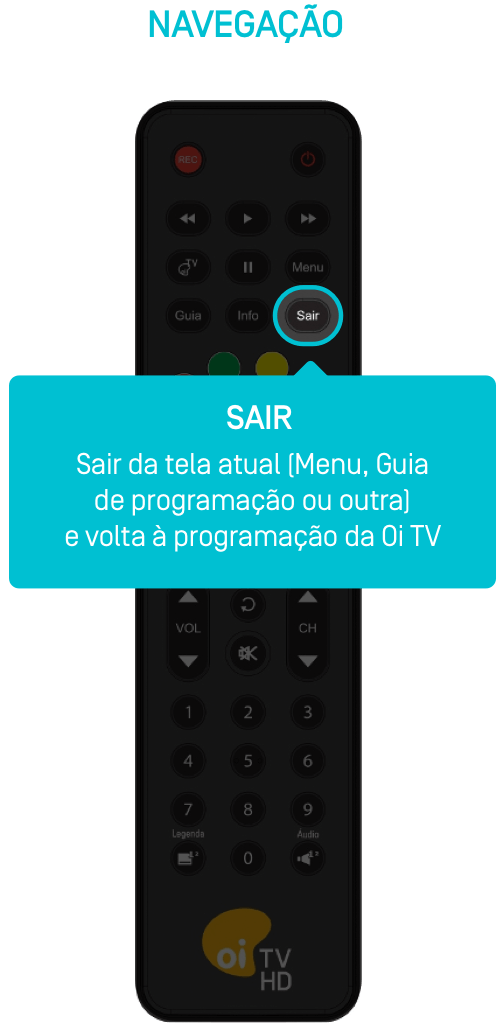 NAVEGAÇÃO
REC
TV
Menu
Guia
Info
Sair
SAIR
Sair da tela atual (Menu, Guia
de programação ou outra)
e volta à programação da Oi TV
VOL
CH
1
2
3
4
5
6
7
8
9
Legenda
Áudio
0
oi TV
HD